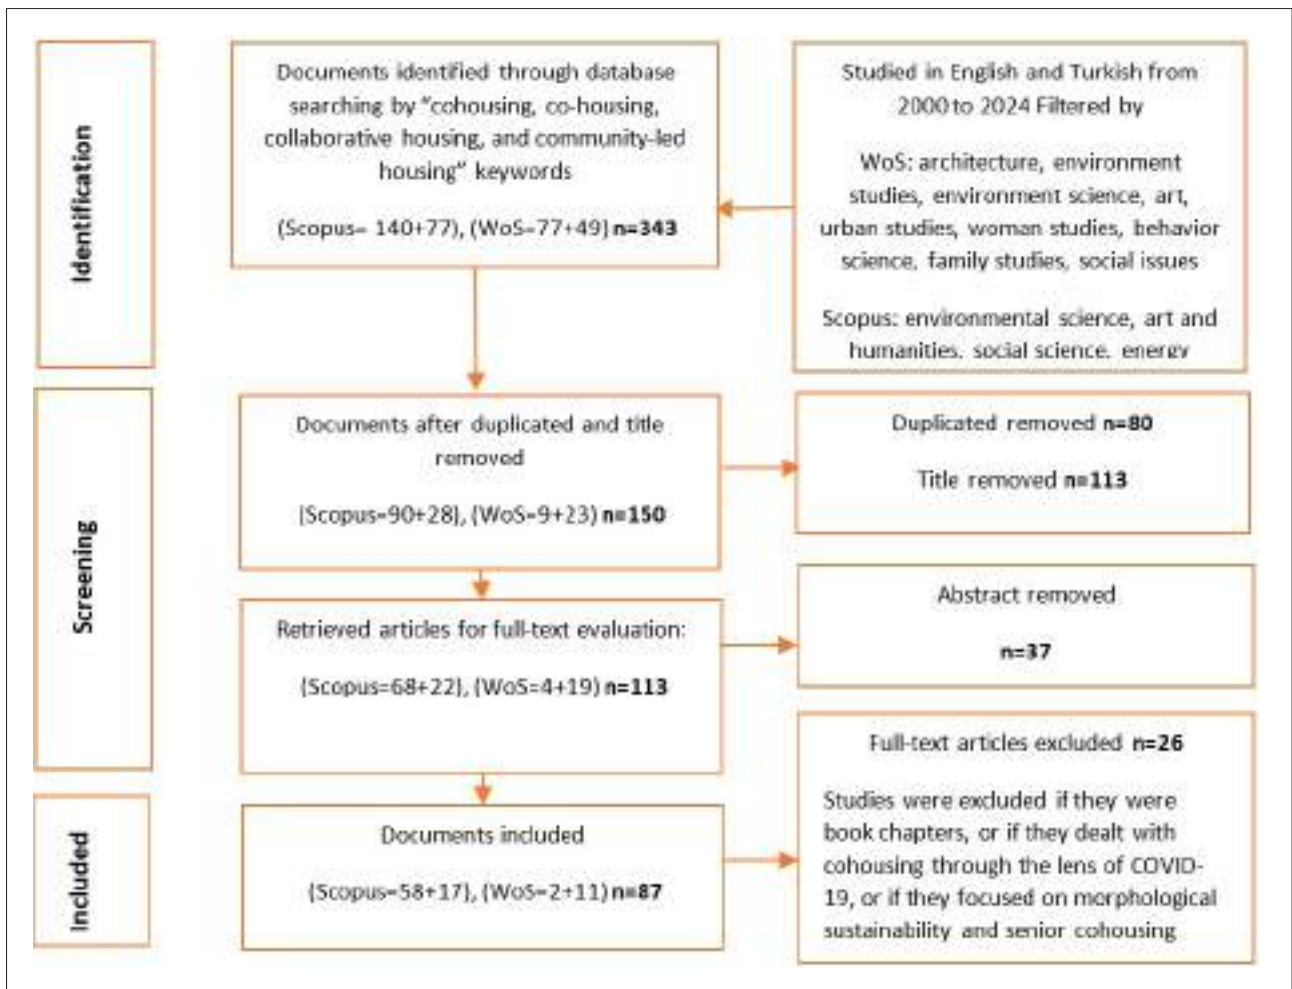 Identification
Documents identified through database
searching by "cohousing, co-housing,
collaborative housing, and community-led
housing" keywords
(Scopus= 140+77), (WoS=77+49) n=343
Studied in English and Turkish from
2000 to 2024 Filtered by
WoS: architecture, environment
studies, environment science, art,
urban studies, woman studies, behavior
science, family studies, social issues
Scopus: environmental science, art and
humanities, social science, energy
Screening
Documents after duplicated and title
removed
(Scopus=90+28), (WoS=9+23) n=150
Duplicated removed n=80
Title removed n=113
Retrieved articles for full-text evaluation:
(Scopus=68+22), (WoS=4+19) n=113
Abstract removed
n=37
Included
Documents included
(Scopus=58+17), (WoS=2+11) n=87
Full-text articles excluded n=26
Studies were excluded if they were
book chapters, or if they dealt with
cohousing through the lens of COVID-
19, or if they focused on morphological
sustainability and senior cohousing